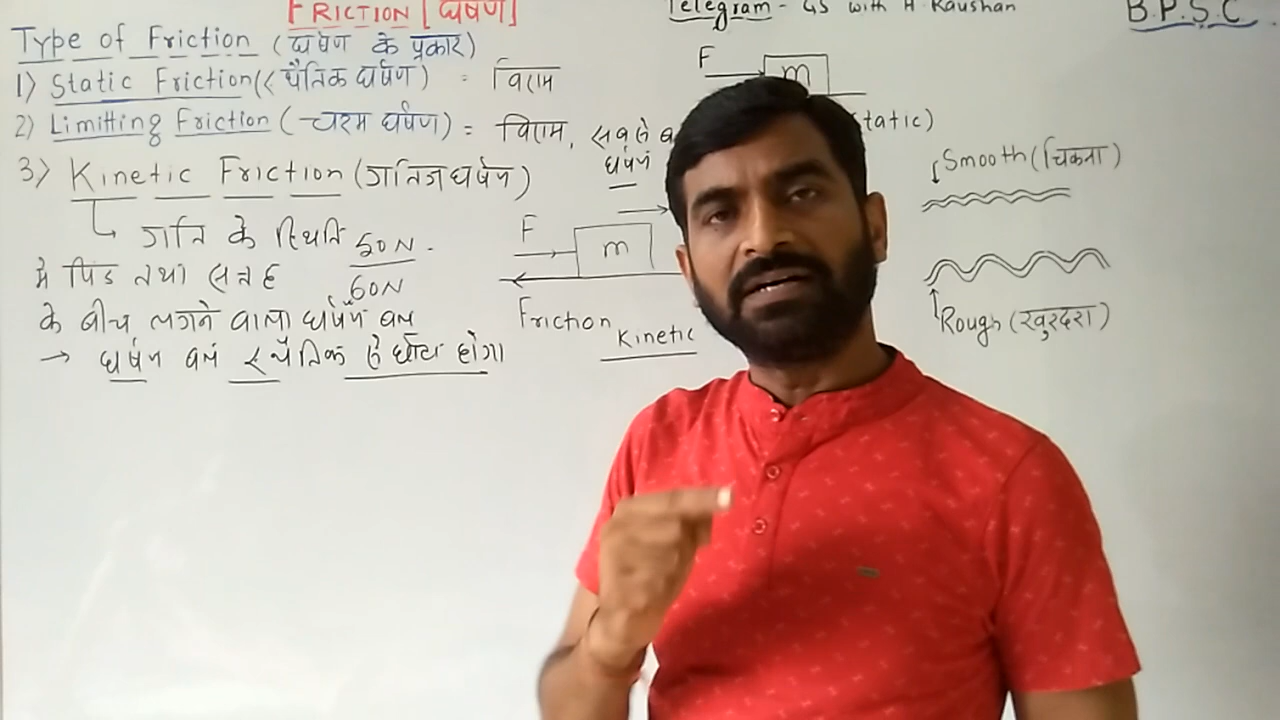 FRICTION [घर्षण]
Telegram - GS with H. Raushan
B.P.S.C
Type of Friction (घर्षण के प्रकार)
1) Static Friction (स्थैतिक घर्षण) = विराम
2) Limitting Friction (चरम घर्षण) = विराम, सबसे
घर्षण
3) Kinetic Friction (गतिज घर्षण)
गति के स्थिति
में पिंड तथा सतह
के बीच लगने वाला घर्षण बल
→ घर्षण बल स्थैतिक से छोटा होगा
50N
60N
F
m
(Static)
F
m
Friction
Kinetic
Smooth (चिकना)
Rough (खुरदरा)